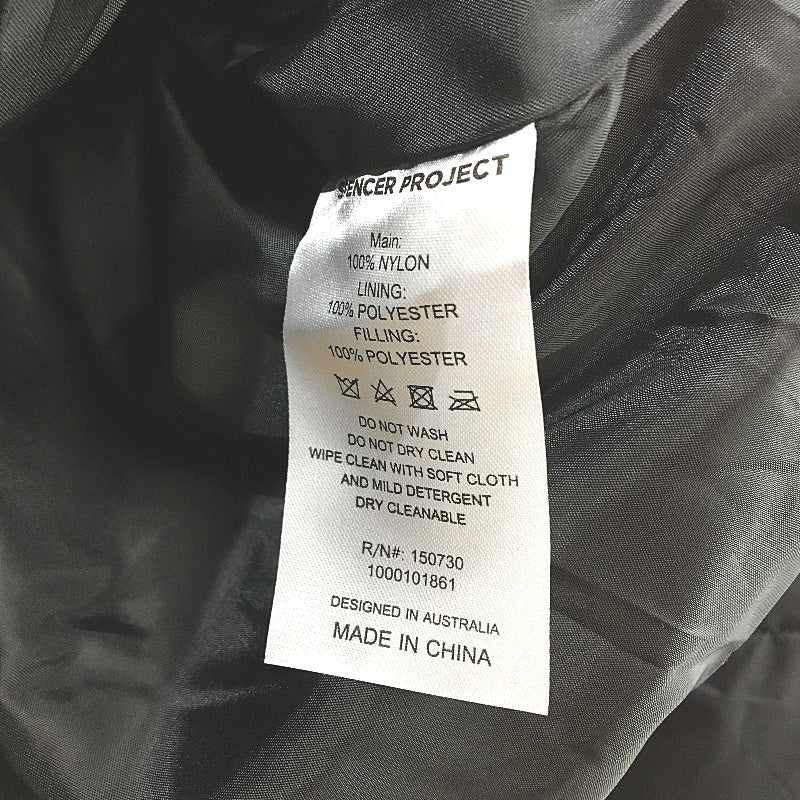 SPENCER PROJECT
Main:
100% NYLON
LINING:
100% POLYESTER
FILLING:
100% POLYESTER
DO NOT WASH
DO NOT DRY CLEAN
WIPE CLEAN WITH SOFT CLOTH
AND MILD DETERGENT
DRY CLEANABLE
R/N#: 150730
1000101861
DESIGNED IN AUSTRALIA
MADE IN CHINA